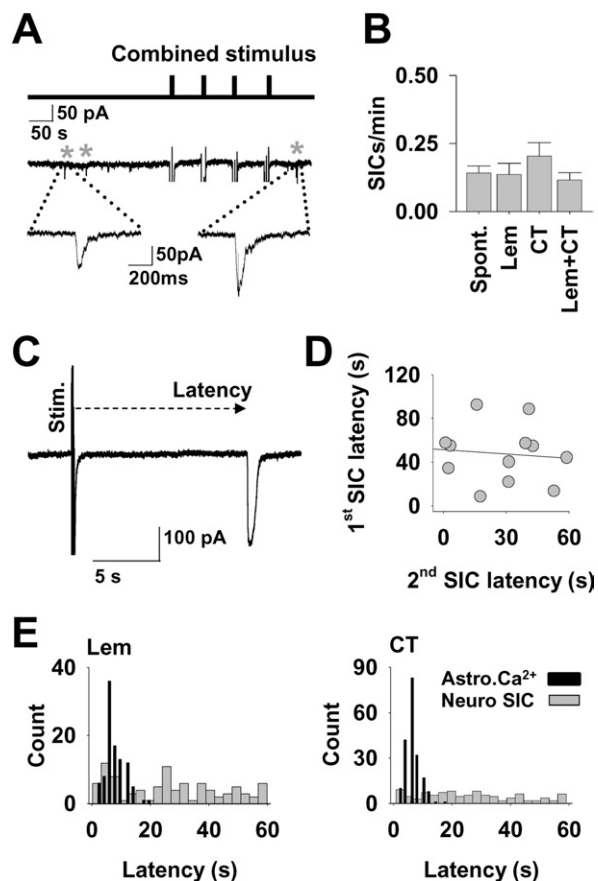 A
Combined stimulus
50 pA
50 s
* *
*
50pA
200ms
B
SICs/min
0.50
0.25
0.00
Spont.
Lem
CT
Lem+CT
C
Stim.
Latency
100 pA
5 s
D
1st SIC latency (s)
120
80
40
0
0 20 40 60
2nd SIC latency (s)
E
Lem
Count
40
20
0
0 20 40 60
Latency (s)
CT
Astro.Ca2+
Neuro SIC
Count
90
60
30
0
0 20 40 60
Latency (s)